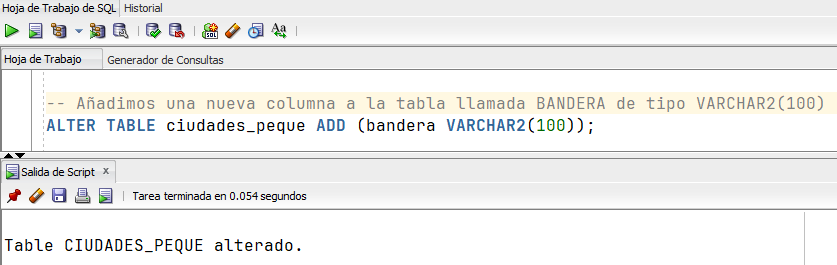 Hoja de Trabajo de SQL Historial
SQL Aa
Hoja de Trabajo Generador de Consultas
-- Añadimos una nueva columna a la tabla llamada BANDERA de tipo VARCHAR2(100)
ALTER TABLE ciudades_peque ADD (bandera VARCHAR2(100));
Salida de Script x
Tarea terminada en 0.054 segundos
Table CIUDADES_PEQUE alterado.